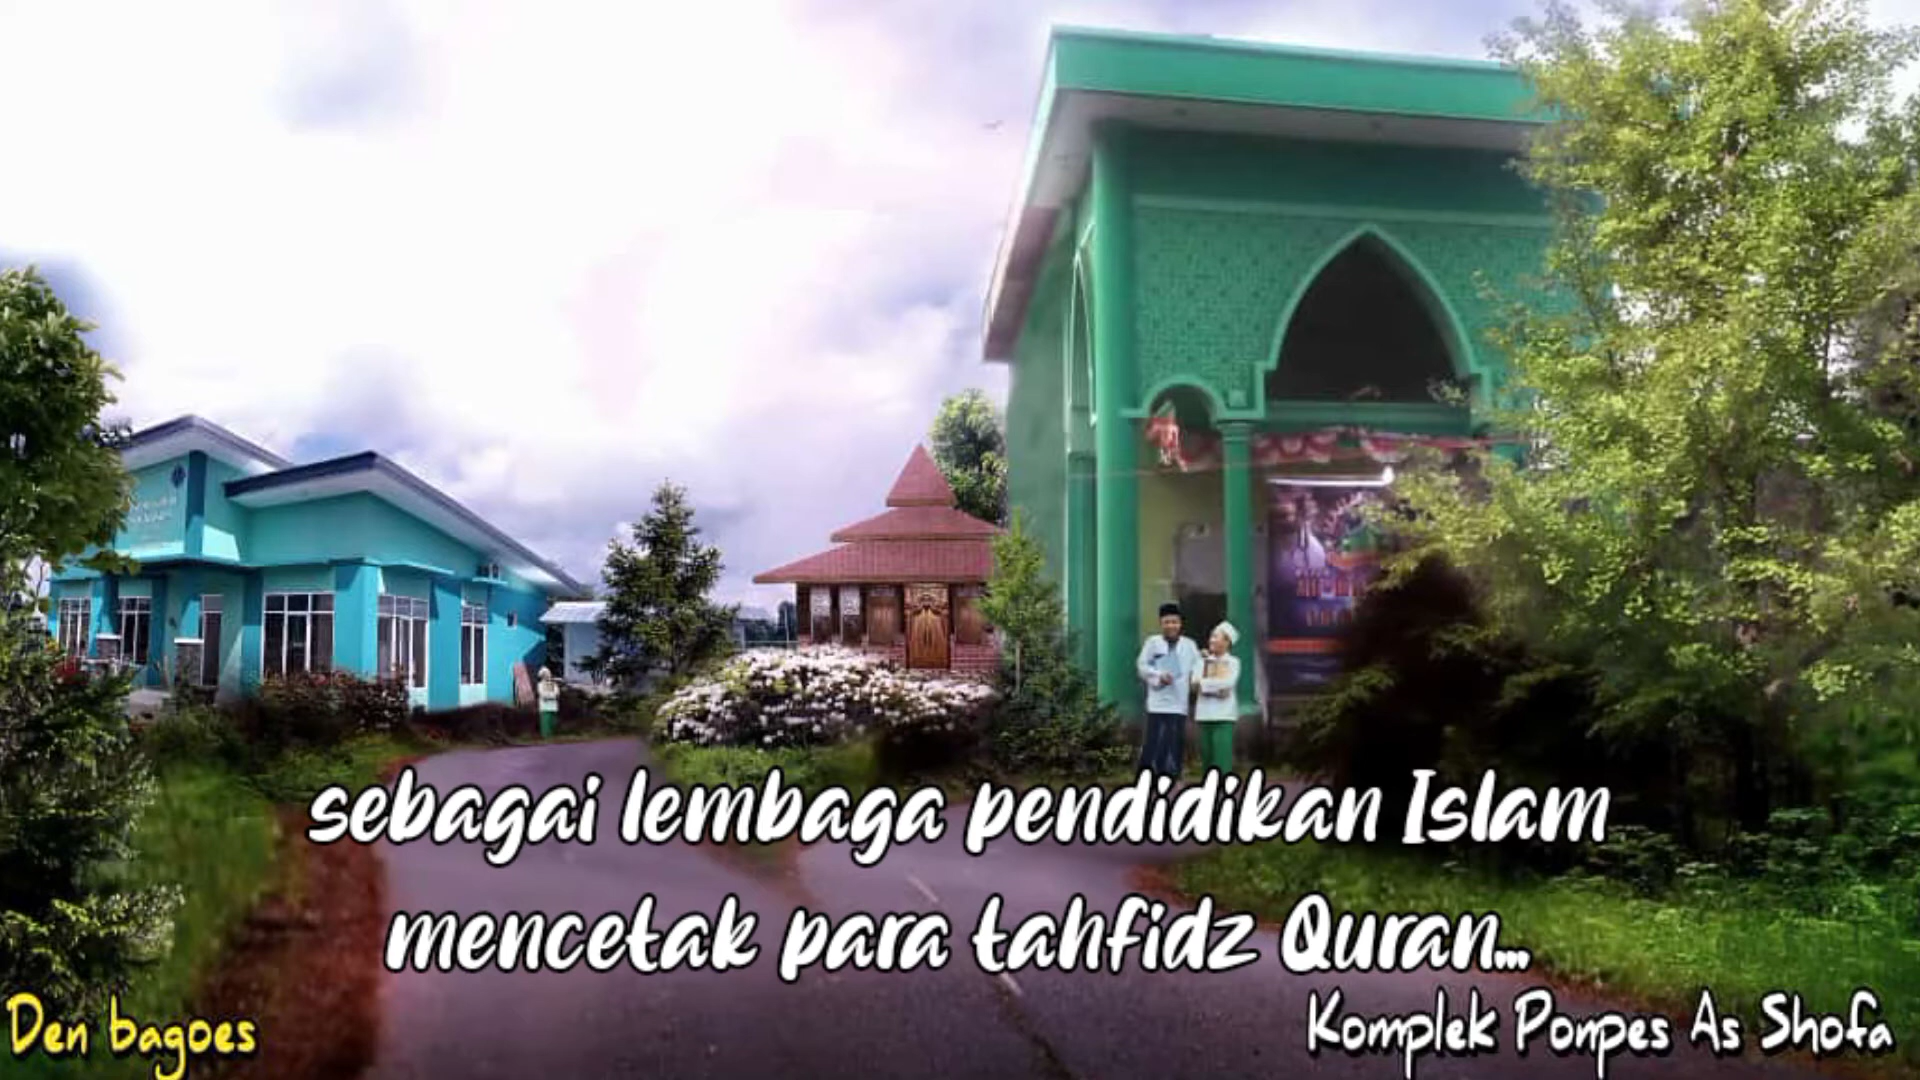 sebagai lembaga pendidikan Islam
mencetak para tahfidz Quran...
Den bagoes
Komplek Ponpes As Shofa